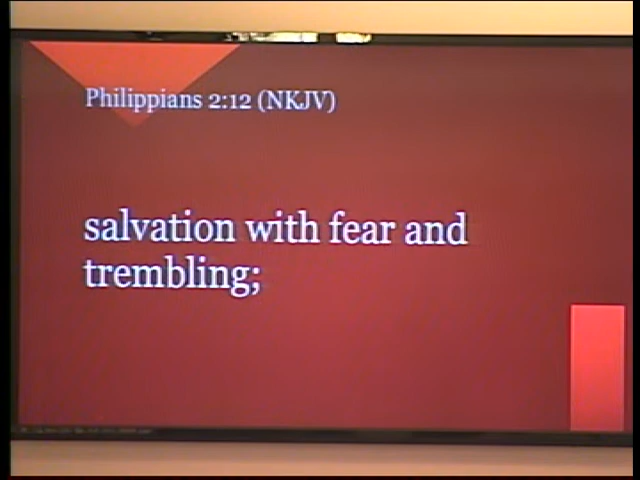 Philippians 2:12 (NKJV)
salvation with fear and
trembling;